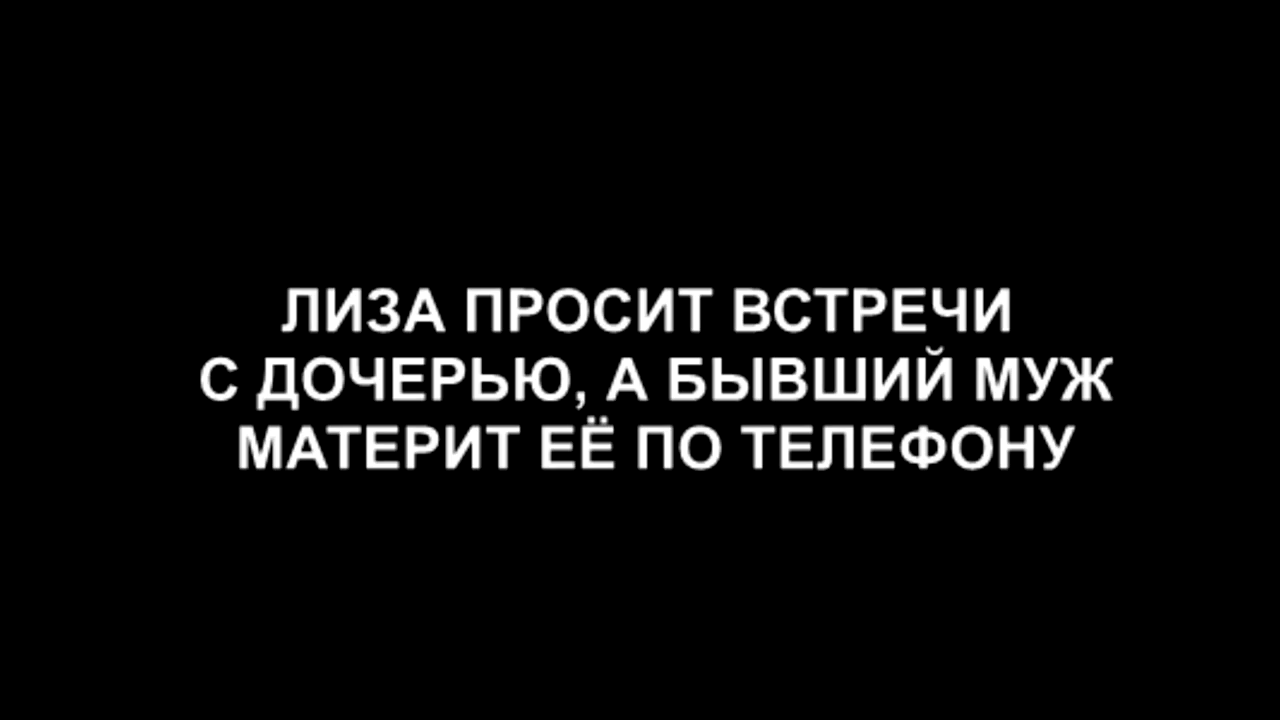 ЛИЗА ПРОСИТ ВСТРЕЧИ
С ДОЧЕРЬЮ, А БЫВШИЙ МУЖ
МАТЕРИТ ЕЁ ПО ТЕЛЕФОНУ